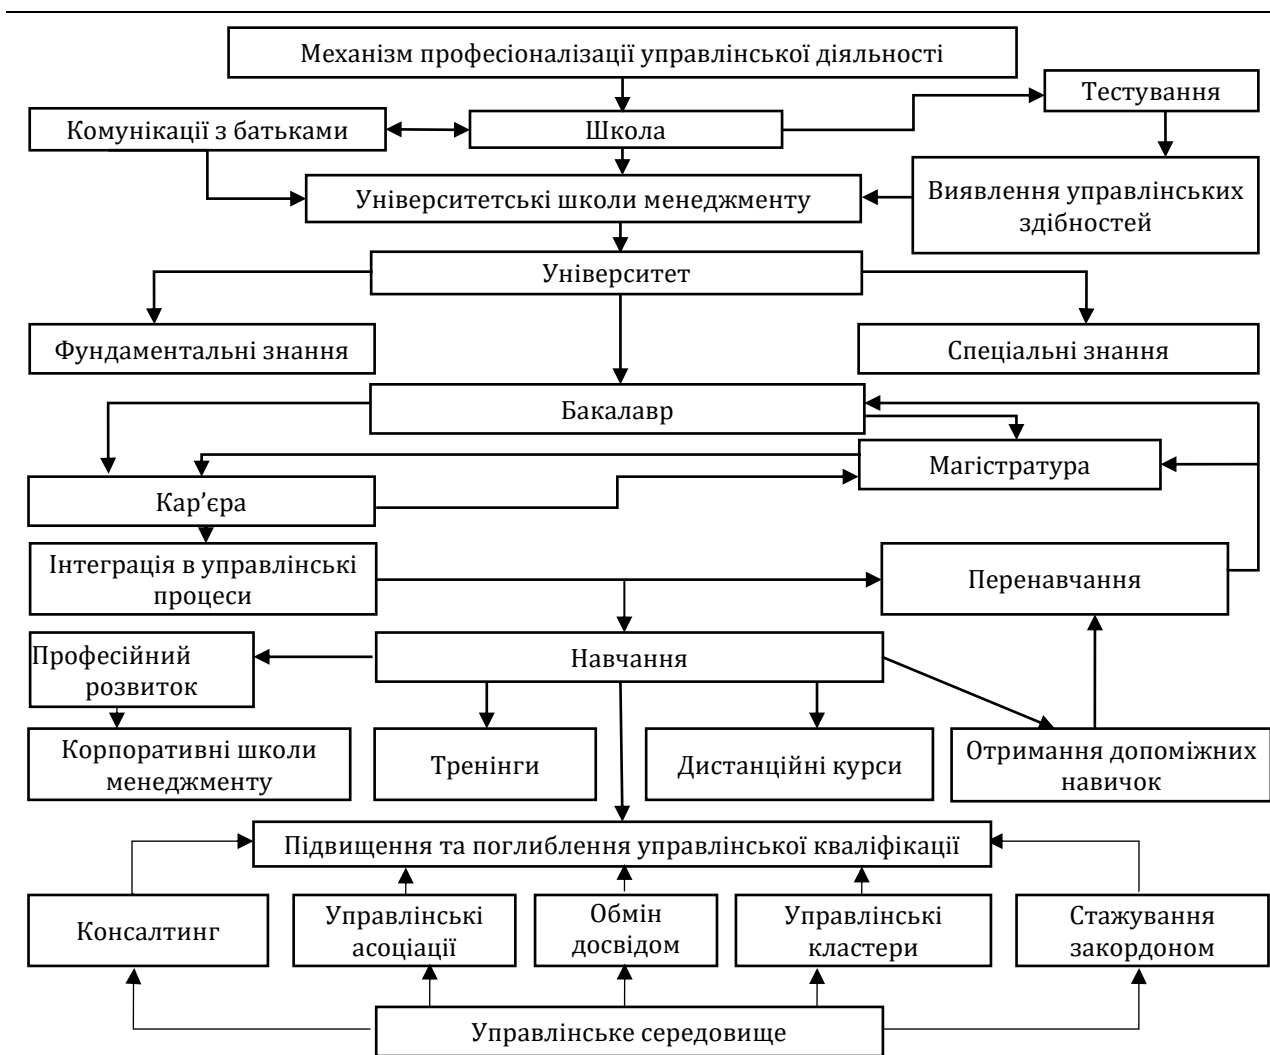 Механізм професіоналізації управлінської діяльності
Тестування
Комунікації з батьками
Школа
Університетські школи менеджменту
Виявлення управлінських
здібностей
Університет
Фундаментальні знання
Спеціальні знання
Бакалавр
Магістратура
Кар’єра
Інтеграція в управлінські
процеси
Перенавчання
Професійний
розвиток
Навчання
Корпоративні школи
менеджменту
Тренінги
Дистанційні курси
Отримання допоміжних
навичок
Підвищення та поглиблення управлінської кваліфікації
Консалтинг
Управлінські
асоціації
Обмін
досвідом
Управлінські
кластери
Стажування
закордоном
Управлінське середовище